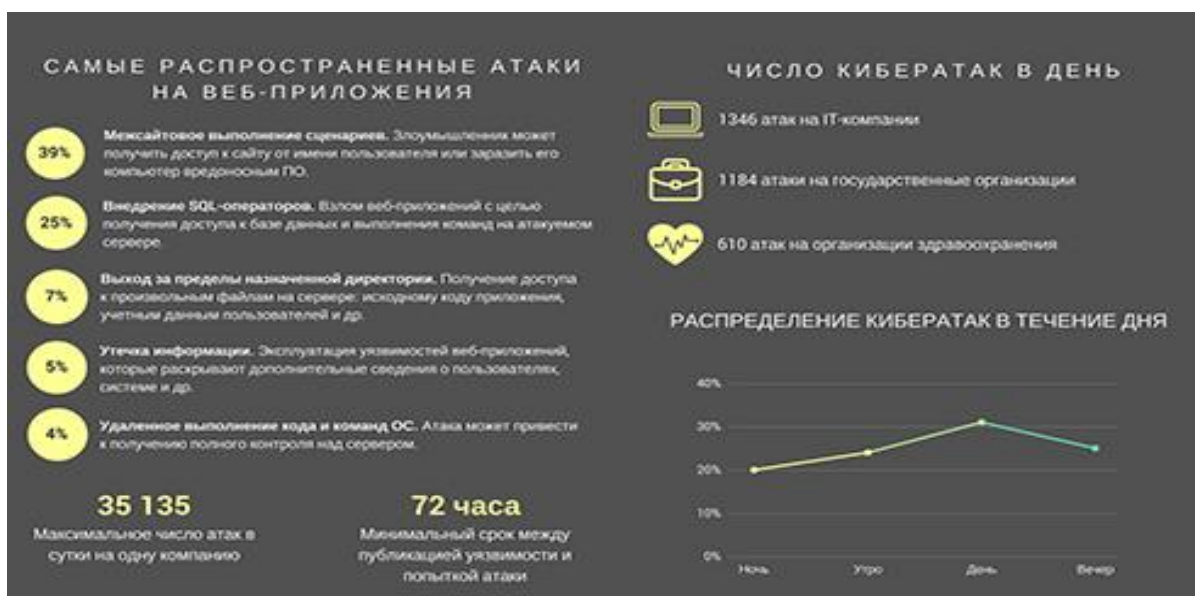 САМЫЕ РАСПРОСТРАНЕННЫЕ АТАКИ
НА ВЕБ-ПРИЛОЖЕНИЯ
39%
Межсайтовое выполнение сценариев. Злоумышленник может
получить доступ к сайту от имени пользователя или заразить его
компьютер вредоносным ПО.
25%
Внедрение SQL-операторов. Взлом веб-приложений с целью
получения доступа к базе данных и выполнения команд на атакуемом
сервере.
7%
Выход за пределы назначенной директории. Получение доступа
к произвольным файлам на сервере: исходному коду приложения,
учетным данным пользователей и др.
5%
Утечка информации. Эксплуатация уязвимостей веб-приложений,
которые раскрывают дополнительные сведения о пользователях,
системе и др.
4%
Удаленное выполнение кода и команд ОС. Атака может привести
к получению полного контроля над сервером.
35 135
Максимальное число атак в
сутки на одну компанию
72 часа
Минимальный срок между
публикацией уязвимости и
попыткой атаки
ЧИСЛО КИБЕРАТАК В ДЕНЬ
1346 атак на IT-компании
1184 атаки на государственные организации
610 атак на организации здравоохранения
РАСПРЕДЕЛЕНИЕ КИБЕРАТАК В ТЕЧЕНИЕ ДНЯ
40%
30%
20%
10%
0%
Ночь Утро День Вечер